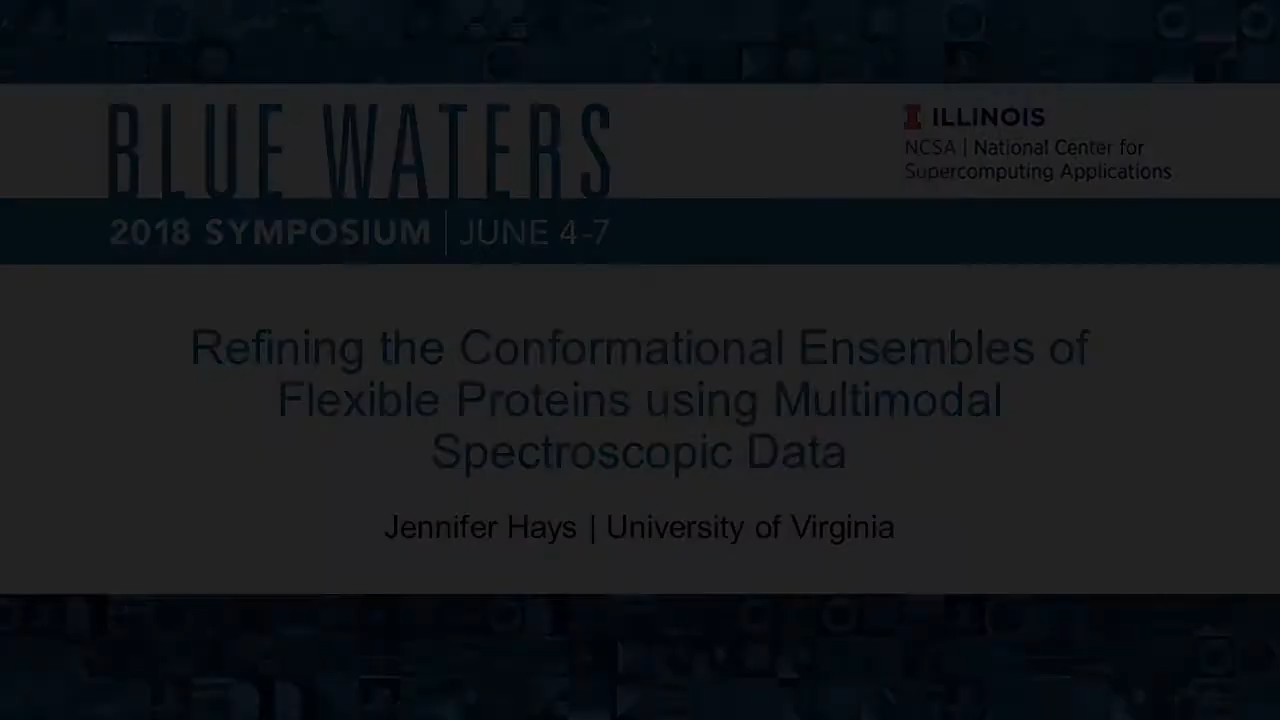 BLUE WATERS
2018 SYMPOSIUM | JUNE 4-7
ILLINOIS
NCSA | National Center for
Supercomputing Applications
Refining the Conformational Ensembles of
Flexible Proteins using Multimodal
Spectroscopic Data
Jennifer Hays | University of Virginia